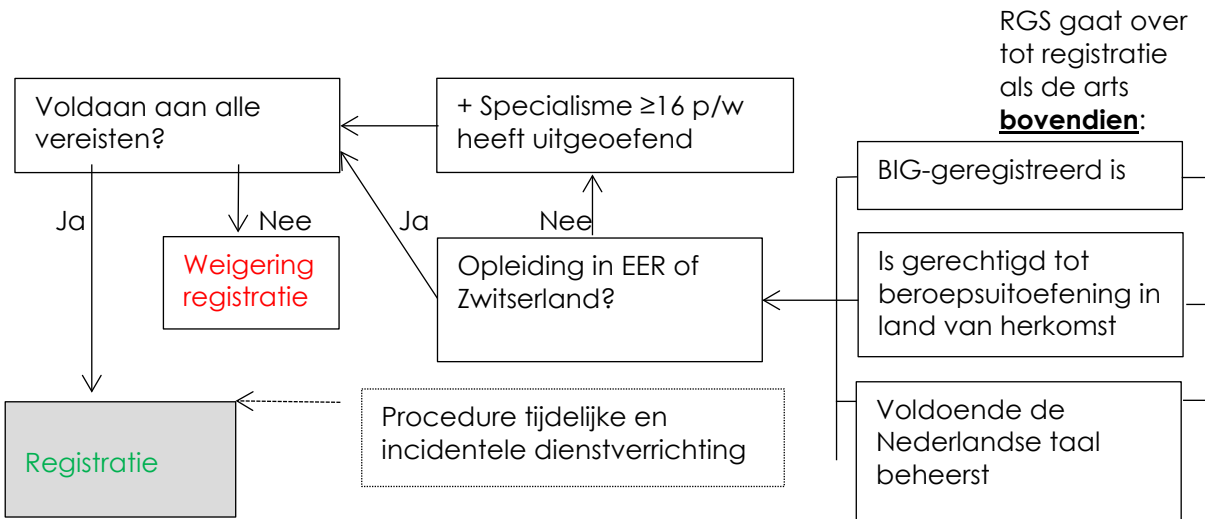 RGS gaat over
tot registratie
als de arts
bovendien:
Voldaan aan alle
vereisten?
+ Specialisme ≥16 p/w
heeft uitgeoefend
BIG-geregistreerd is
Ja
Nee
Ja
Nee
Weigering
registratie
Opleiding in EER of
Zwitserland?
Is gerechtigd tot
beroepsuitoefening in
land van herkomst
Registratie
Procedure tijdelijke en
incidentele dienstverrichting
Voldoende de
Nederlandse taal
beheerst